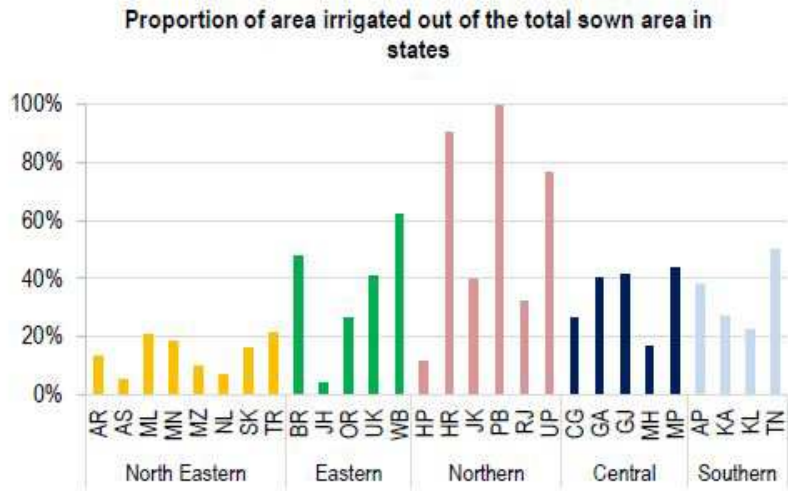 Proportion of area irrigated out of the total sown area in
states
100%
80%
60%
40%
20%
0%
AR AS ML MN MZ NL SK TR BR JH OR UK WB HP HR JK PB RJ UP CG GA GJ MH MP AP KA KL TN
North Eastern Eastern Northern Central Southern